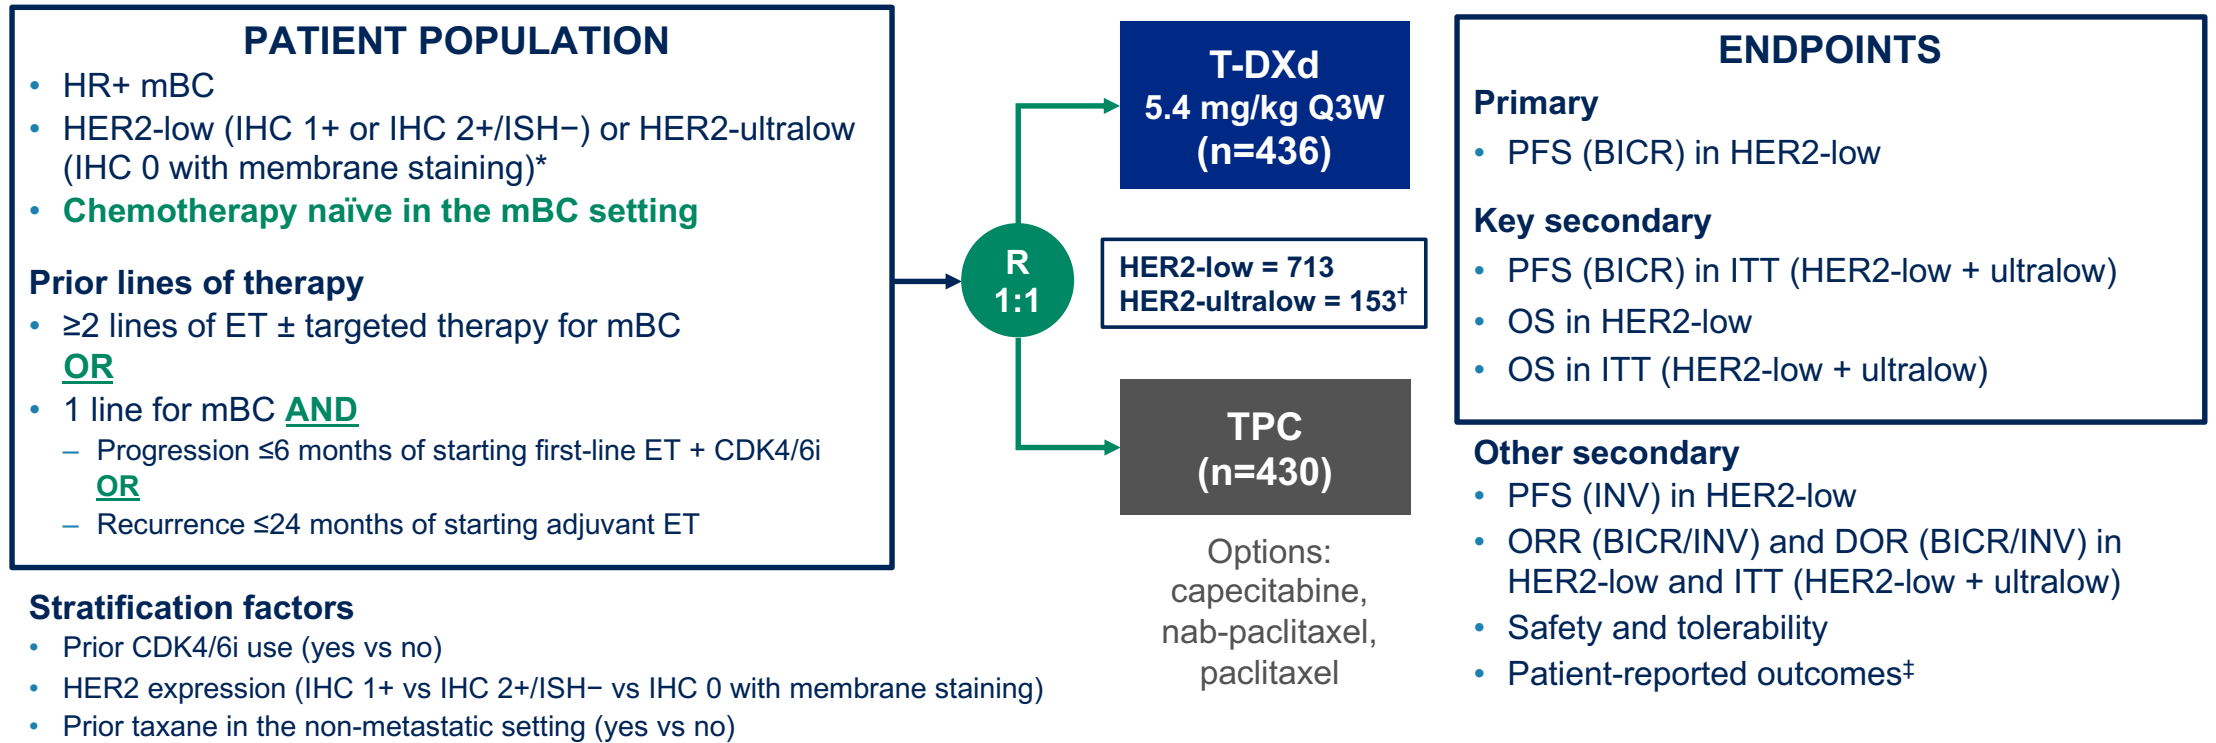 PATIENT POPULATION
• HR+ mBC
• HER2-low (IHC 1+ or IHC 2+/ISH−) or HER2-ultralow
(IHC 0 with membrane staining)*
• Chemotherapy naïve in the mBC setting
Prior lines of therapy
• ≥2 lines of ET ± targeted therapy for mBC
OR
• 1 line for mBC AND
– Progression ≤6 months of starting first-line ET + CDK4/6i
OR
– Recurrence ≤24 months of starting adjuvant ET
Stratification factors
• Prior CDK4/6i use (yes vs no)
• HER2 expression (IHC 1+ vs IHC 2+/ISH− vs IHC 0 with membrane staining)
• Prior taxane in the non-metastatic setting (yes vs no)
R
1:1
T-DXd
5.4 mg/kg Q3W
(n=436)
HER2-low = 713
HER2-ultralow = 153†
TPC
(n=430)
Options:
capecitabine,
nab-paclitaxel,
paclitaxel
ENDPOINTS
Primary
• PFS (BICR) in HER2-low
Key secondary
• PFS (BICR) in ITT (HER2-low + ultralow)
• OS in HER2-low
• OS in ITT (HER2-low + ultralow)
Other secondary
• PFS (INV) in HER2-low
• ORR (BICR/INV) and DOR (BICR/INV) in
HER2-low and ITT (HER2-low + ultralow)
• Safety and tolerability
• Patient-reported outcomes‡